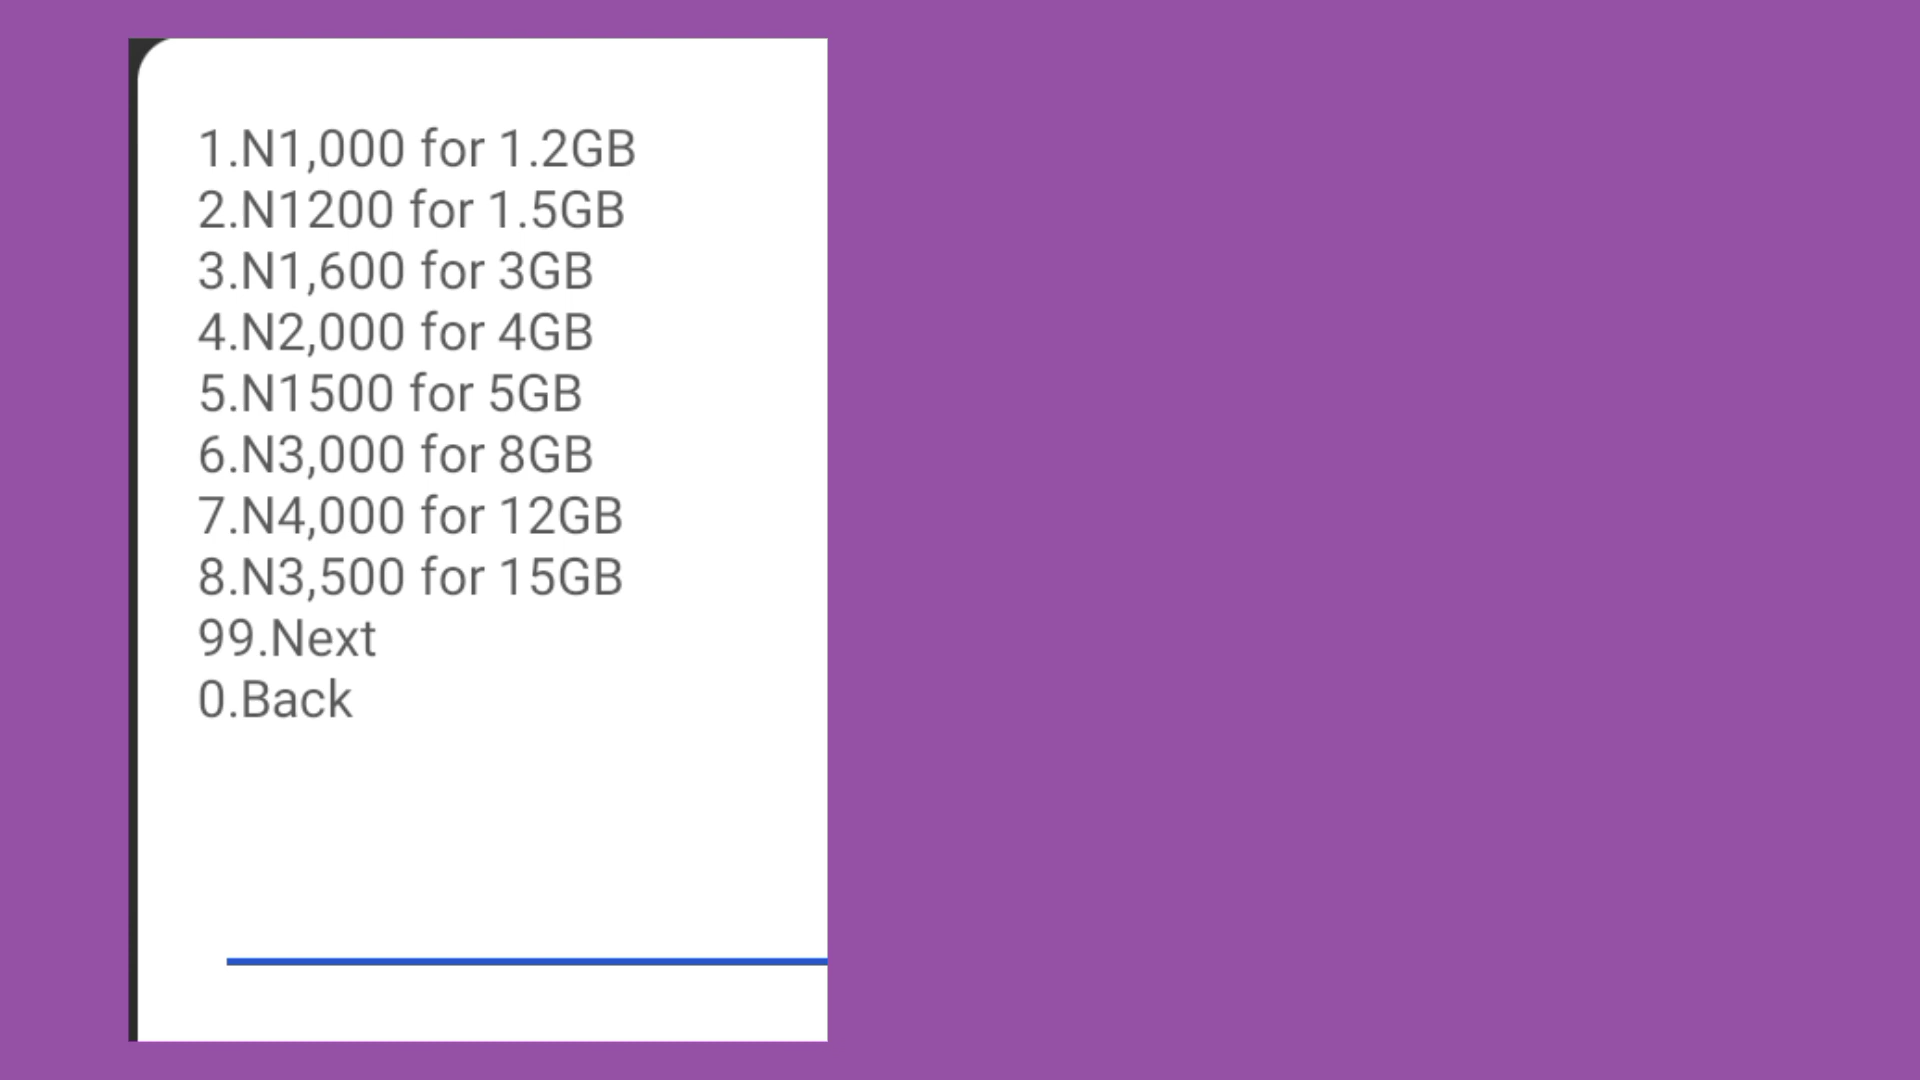 1.N1,000 for 1.2GB
2.N1200 for 1.5GB
3.N1,600 for 3GB
4.N2,000 for 4GB
5.N1500 for 5GB
6.N3,000 for 8GB
7.N4,000 for 12GB
8.N3,500 for 15GB
99.Next
0.Back